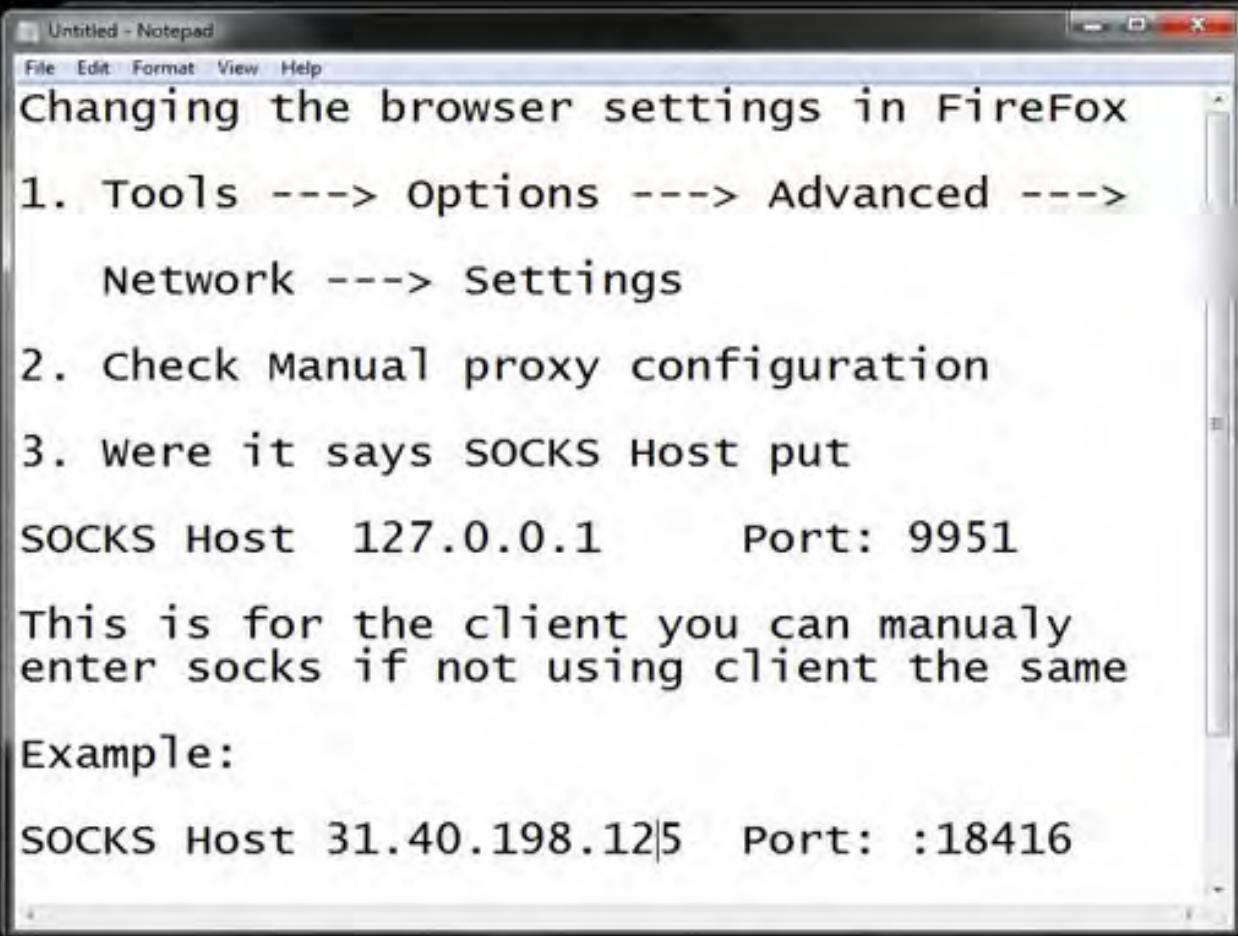 Untitled - Notepad
File Edit Format View Help
Changing the browser settings in FireFox
1. Tools ---> Options ---> Advanced --->
Network ---> Settings
2. Check Manual proxy configuration
3. Were it says SOCKS Host put
SOCKS Host 127.0.0.1 Port: 9951
This is for the client you can manualy
enter socks if not using client the same
Example:
SOCKS Host 31.40.198.125 Port: :18416